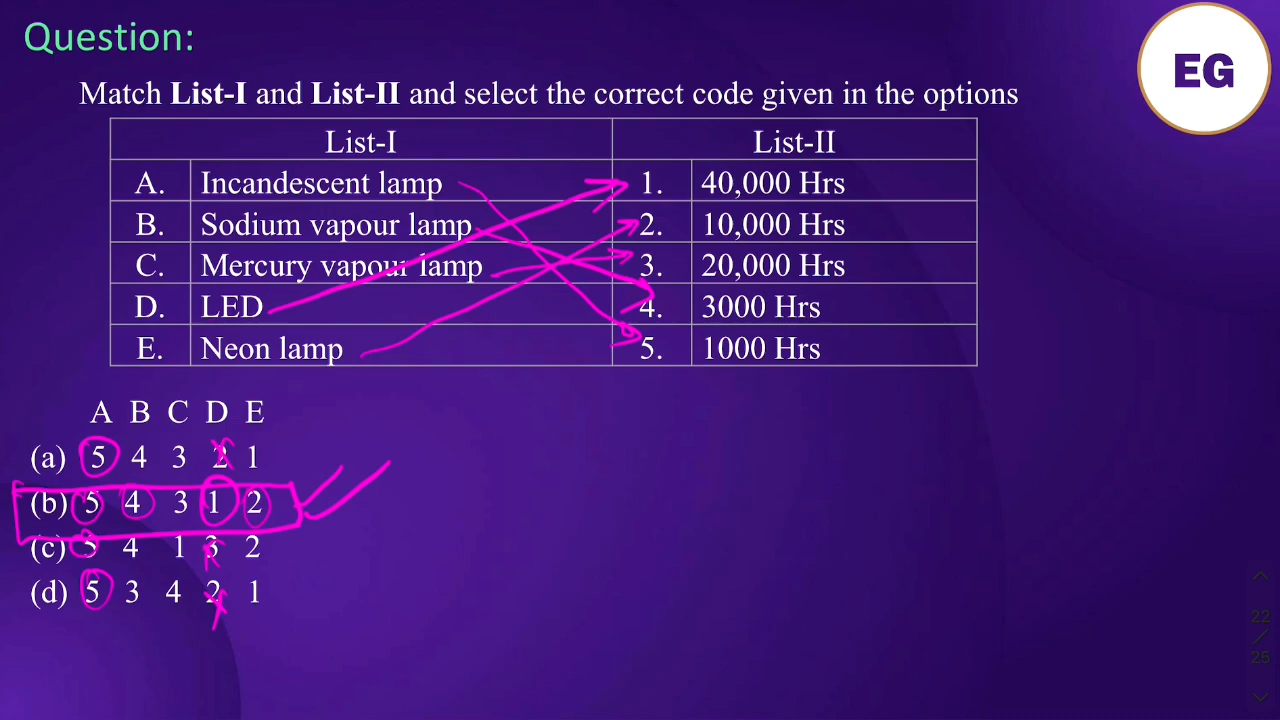 Question:
EG
Match List-I and List-II and select the correct code given in the options
List-I List-II
A. Incandescent lamp 1. 40,000 Hrs
B. Sodium vapour lamp 2. 10,000 Hrs
C. Mercury vapour lamp 3. 20,000 Hrs
D. LED 4. 3000 Hrs
E. Neon lamp 5. 1000 Hrs
A B C D E
(a) 5 4 3 2 1
(b) 5 4 3 1 2
(c) 5 4 1 3 2
(d) 5 3 4 2 1
22
/
25